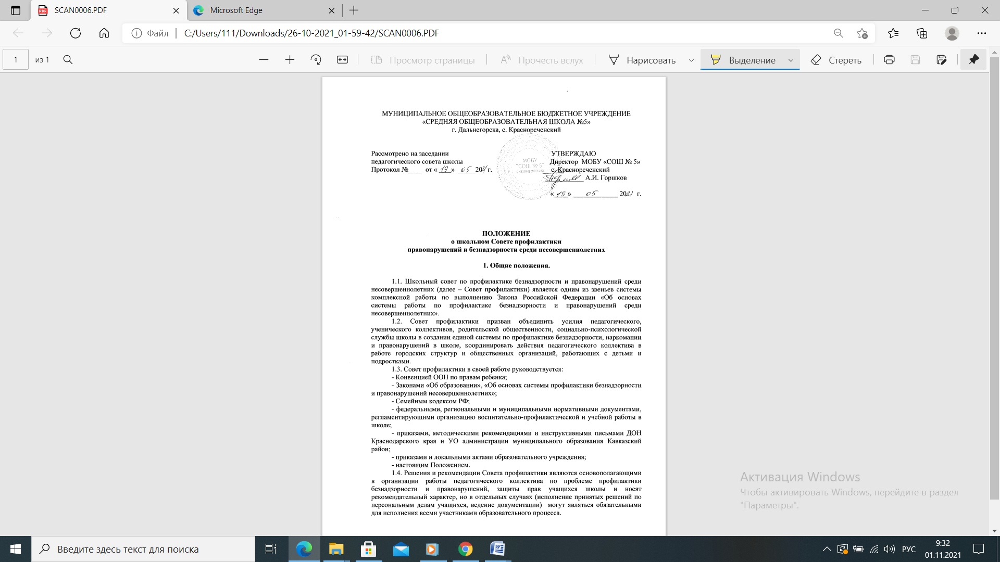 SCAN0006.PDF
Microsoft Edge
Файл
C:/Users/111/Downloads/26-10-2021_01-59-42/SCAN0006.PDF
1
из 1
Просмотр страницы
Прочесть вслух
Нарисовать
Выделение
Стереть
МУНИЦИПАЛЬНОЕ ОБЩЕОБРАЗОВАТЕЛЬНОЕ БЮДЖЕТНОЕ УЧРЕЖДЕНИЕ
«СРЕДНЯЯ ОБЩЕОБРАЗОВАТЕЛЬНАЯ ШКОЛА №5»
г. Дальнегорска, с. Краснореченский
Рассмотрено на заседании
педагогического совета школы
Протокол №____ от « 19 » 05 2021 г.
МОБУ
"СОШ № 5"
с.Краснореченский
УТВЕРЖДАЮ
Директор МОБУ «СОШ № 5»
с. Краснореченский
А.И. Горшков
« 19 » 05 2021 г.
ПОЛОЖЕНИЕ
о школьном Совете профилактики
правонарушений и безнадзорности среди несовершеннолетних
1. Общие положения.
1.1. Школьный совет по профилактике безнадзорности и правонарушений среди
несовершеннолетних (далее – Совет профилактики) является одним из звеньев системы
комплексной работы по выполнению Закона Российской Федерации «Об основах
системы работы по профилактике безнадзорности и правонарушений среди
несовершеннолетних».
1.2. Совет профилактики призван объединить усилия педагогического,
ученического коллективов, родительской общественности, социально-психологической
службы школы в создании единой системы по профилактике безнадзорности, наркомании
и правонарушений в школе, координировать действия педагогического коллектива в
работе городских структур и общественных организаций, работающих с детьми и
подростками.
1.3. Совет профилактики в своей работе руководствуется:
- Конвенцией ООН по правам ребенка;
- Законами «Об образовании», «Об основах системы профилактики безнадзорности
и правонарушений несовершеннолетних»;
- Семейным кодексом РФ;
- федеральными, региональными и муниципальными нормативными документами,
регламентирующими организацию воспитательно-профилактической и учебной работы в
школе;
- приказами, методическими рекомендациями и инструктивными письмами ДОН
Краснодарского края и УО администрации муниципального образования Кавказский
район;
- приказами и локальными актами образовательного учреждения;
- настоящим Положением.
1.4. Решения и рекомендации Совета профилактики являются основополагающими
в организации работы педагогического коллектива по проблеме профилактики
безнадзорности и правонарушений, защиты прав учащихся школы и носят
рекомендательный характер, но в отдельных случаях (исполнение принятых решений по
персональным делам учащихся, ведение документации) могут являться обязательными
для исполнения всеми участниками образовательного процесса.
Активация Windows
Чтобы активировать Windows, перейдите в раздел
"Параметры".
Введите здесь текст для поиска
РУС
9:32
01.11.2021